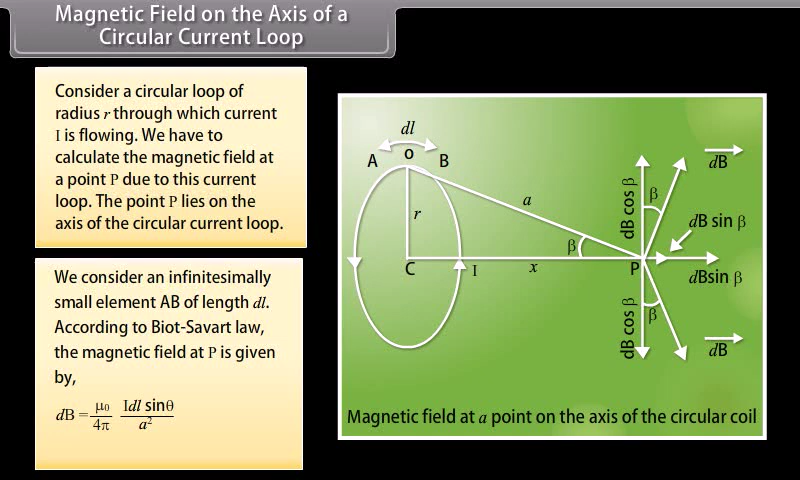 Magnetic Field on the Axis of a
Circular Current Loop
Consider a circular loop of
radius r through which current
I is flowing. We have to
calculate the magnetic field at
a point P due to this current
loop. The point P lies on the
axis of the circular current loop.
We consider an infinitesimally
small element AB of length dl.
According to Biot-Savart law,
the magnetic field at P is given
by,
dB = μ₀/4π Idl sinθ/a²
dl
A O B
a
r
β
C I x P
dB cos β
β
dB
dB sin β
dBsin β
dB cos β
β
dB
Magnetic field at a point on the axis of the circular coil